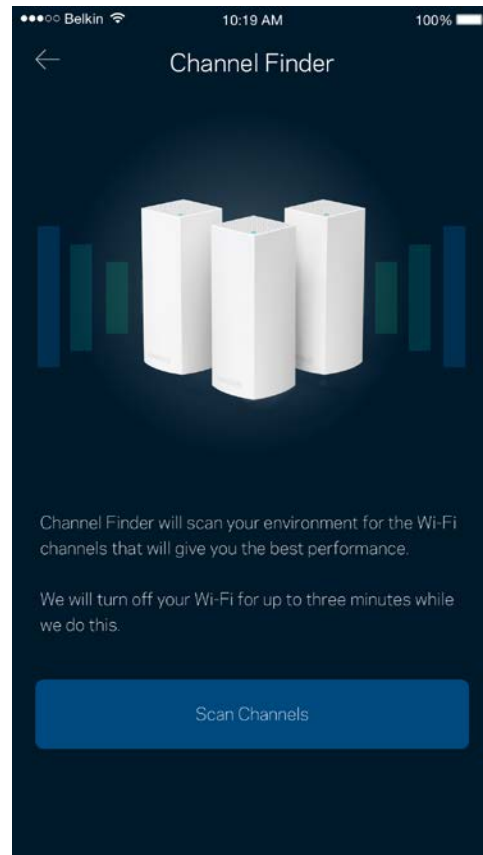 Belkin 10:19 AM 100%
Channel Finder
Channel Finder will scan your environment for the Wi-Fi
channels that will give you the best performance.
We will turn off your Wi-Fi for up to three minutes while
we do this.
Scan Channels